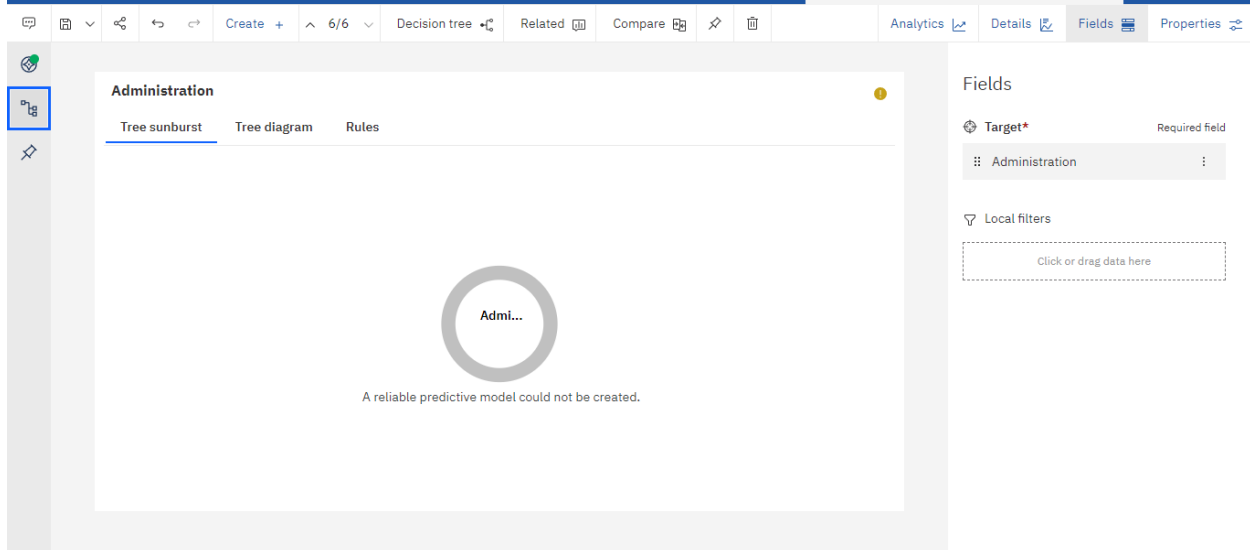 Create + 6/6 Decision tree Related Compare Analytics Details Fields Properties
Administration
Tree sunburst Tree diagram Rules
Admi...
A reliable predictive model could not be created.
Fields
Target* Required field
Administration
Local filters
Click or drag data here